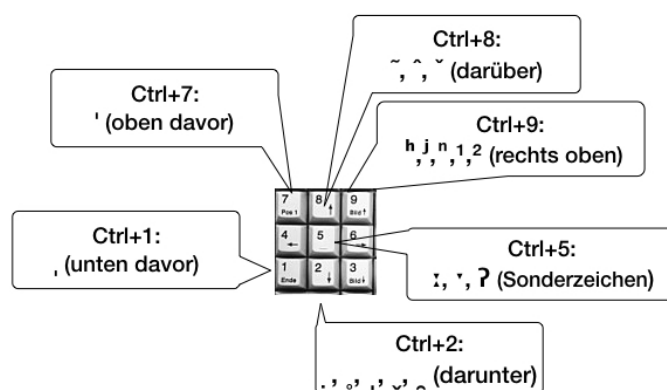 Ctrl+8:
˜, ˆ, ˇ (darüber)
Ctrl+7:
ˈ (oben davor)
Ctrl+9:
ʰ,ʲ,ⁿ,¹,² (rechts oben)
7 8 9
Pos 1 ↑ Bild↑
4 5 6
← →
Ctrl+1:
ˌ (unten davor)
Ctrl+5:
ː, ˑ, ʔ (Sonderzeichen)
1 2 3
Ende ↓ Bild↓
Ctrl+2:
(darunter)